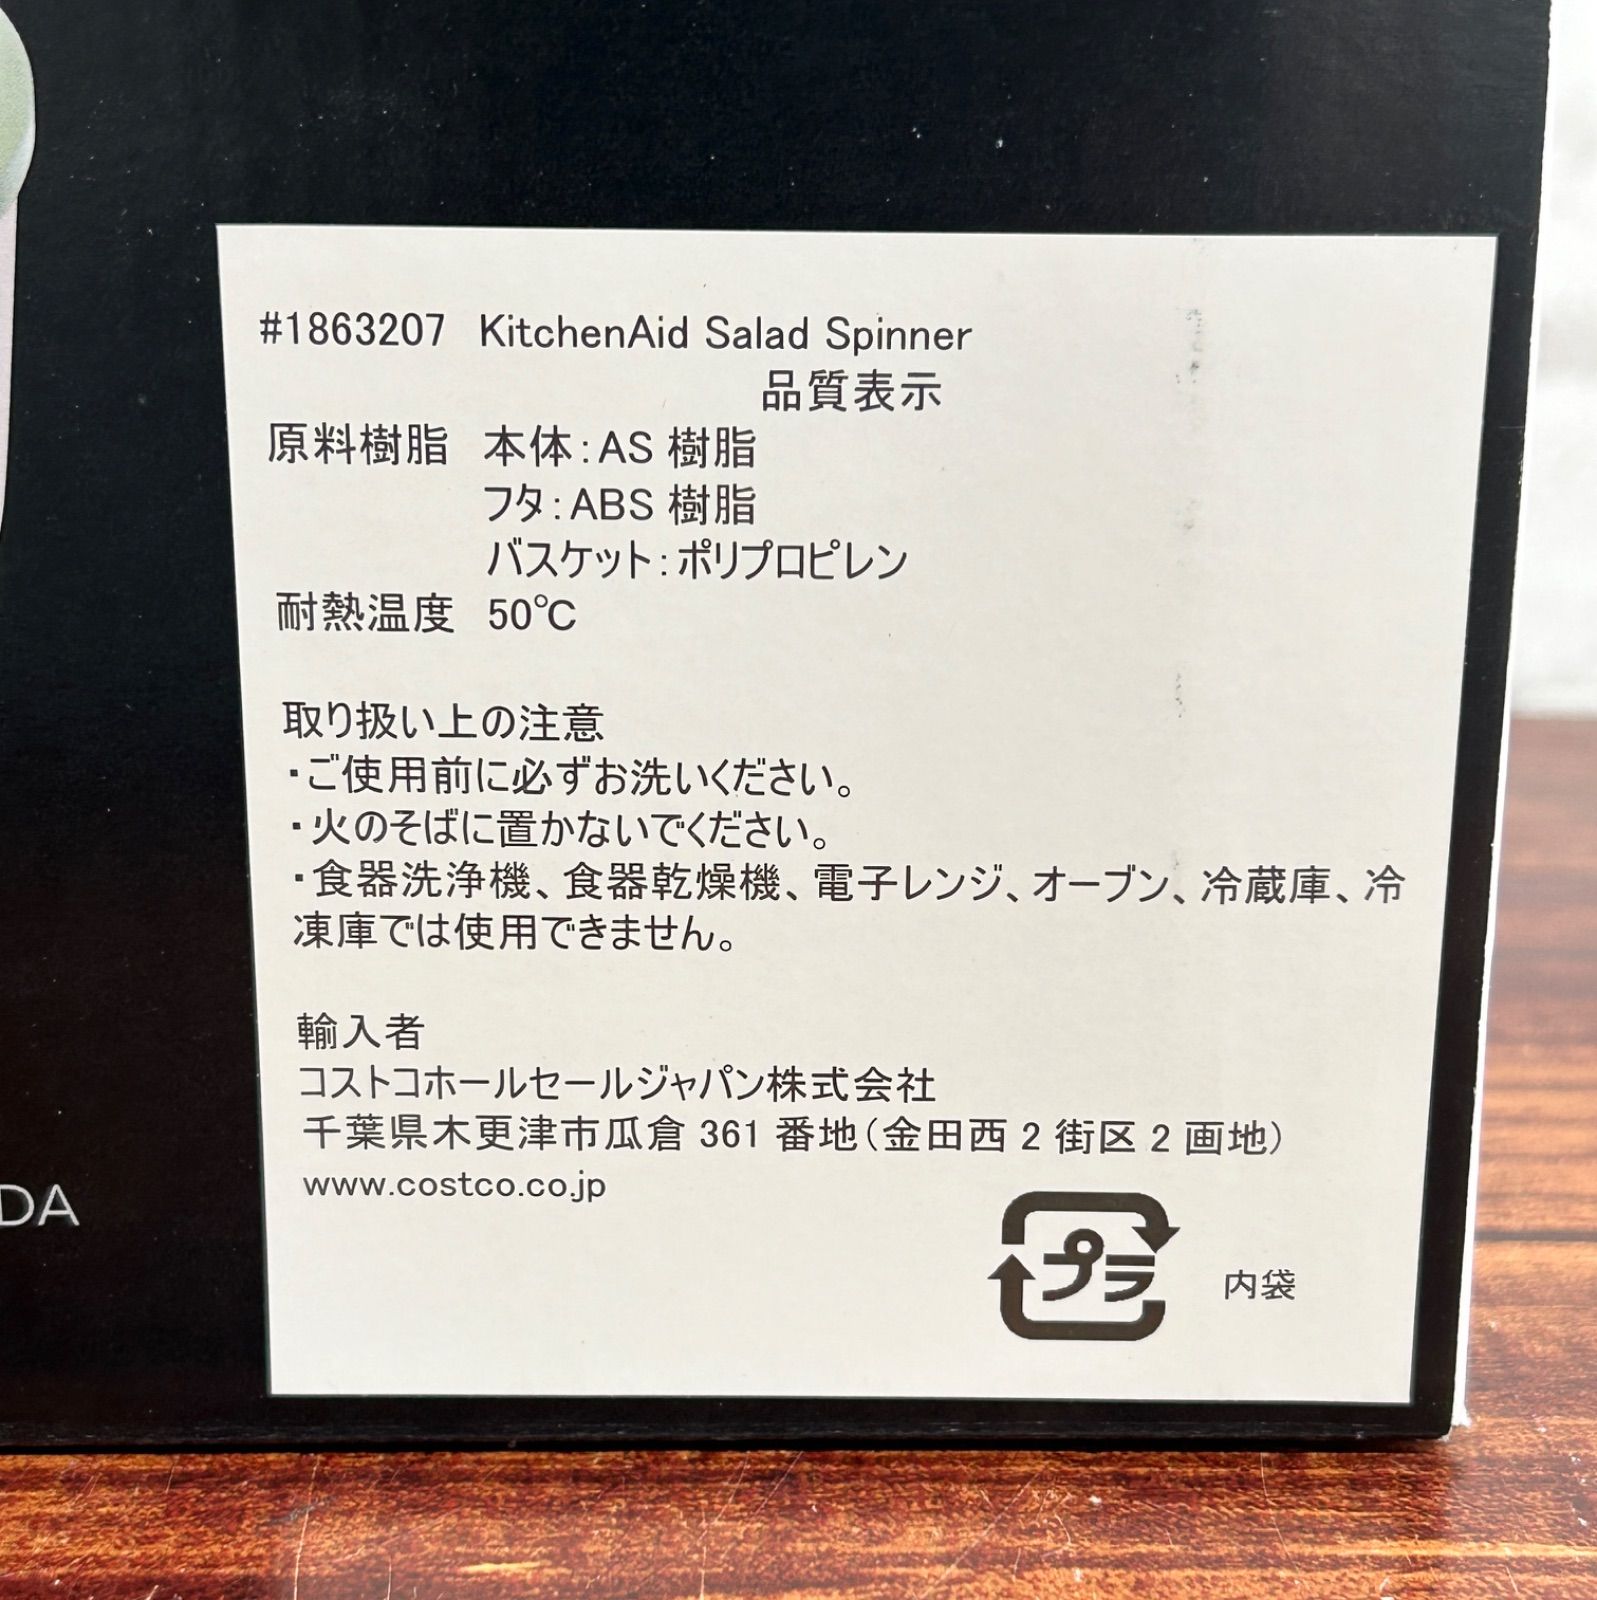 #1863207 KitchenAid Salad Spinner
品質表示
原料樹脂 本体：AS 樹脂
フタ：ABS 樹脂
バスケット：ポリプロピレン
耐熱温度 50℃
取り扱い上の注意
・ご使用前に必ずお洗いください。
・火のそばに置かないでください。
・食器洗浄機、食器乾燥機、電子レンジ、オーブン、冷蔵庫、冷
凍庫では使用できません。
輸入者
コストコホールセールジャパン株式会社
千葉県木更津市瓜倉 361 番地（金田西 2 街区 2 画地）
www.costco.co.jp
プラ 内袋
DA